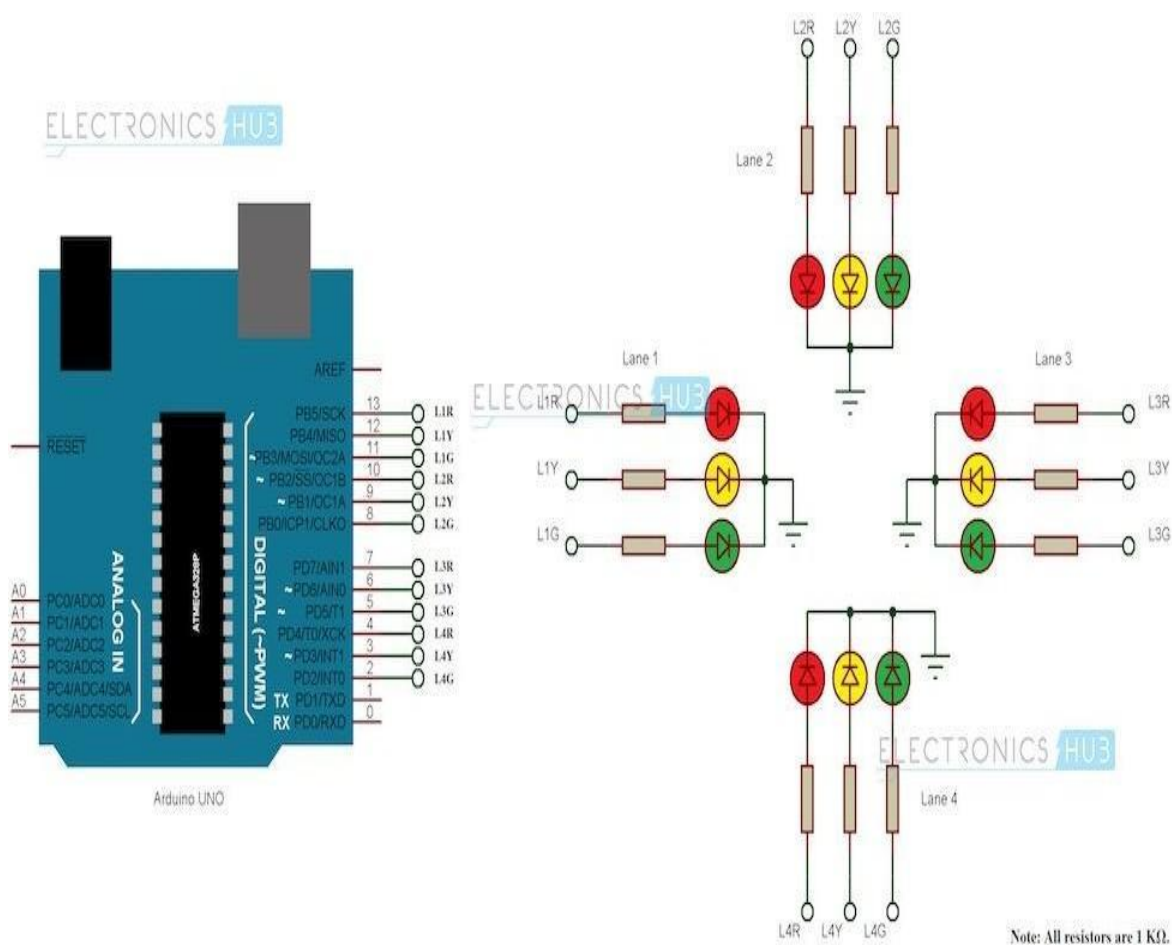 L2R L2Y L2G
ELECTRONICS HUB
Lane 2
AREF
Lane 1
Lane 3
ELECTRONICS HUB
RESET
PB5/SCK 13 L1R
PB4/MISO 12 L1Y
~PB3/MOSI/OC2A 11 L1G
~ PB2/SS/OC1B 10 L2R
~ PB1/OC1A 9 L2Y
PB0/ICP1/CLKO 8 L2G
PD7/AIN1 7 L3R
~ PD6/AIN0 6 L3Y
~ PD5/T1 5 L3G
PD4/T0/XCK 4 L4R
~PD3/INT1 3 L4Y
PD2/INT0 2 L4G
TX PD1/TXD 1
RX PD0/RXD 0
ATMEGA328P
DIGITAL (~PWM)
ANALOG IN
A0 PC0/ADC0
A1 PC1/ADC1
A2 PC2/ADC2
A3 PC3/ADC3
A4 PC4/ADC4/SDA
A5 PC5/ADC5/SCL
Arduino UNO
L1R
L1Y
L1G
L3R
L3Y
L3G
ELECTRONICS HUB
Lane 4
L4R L4Y L4G
Note: All resistors are 1 KΩ.